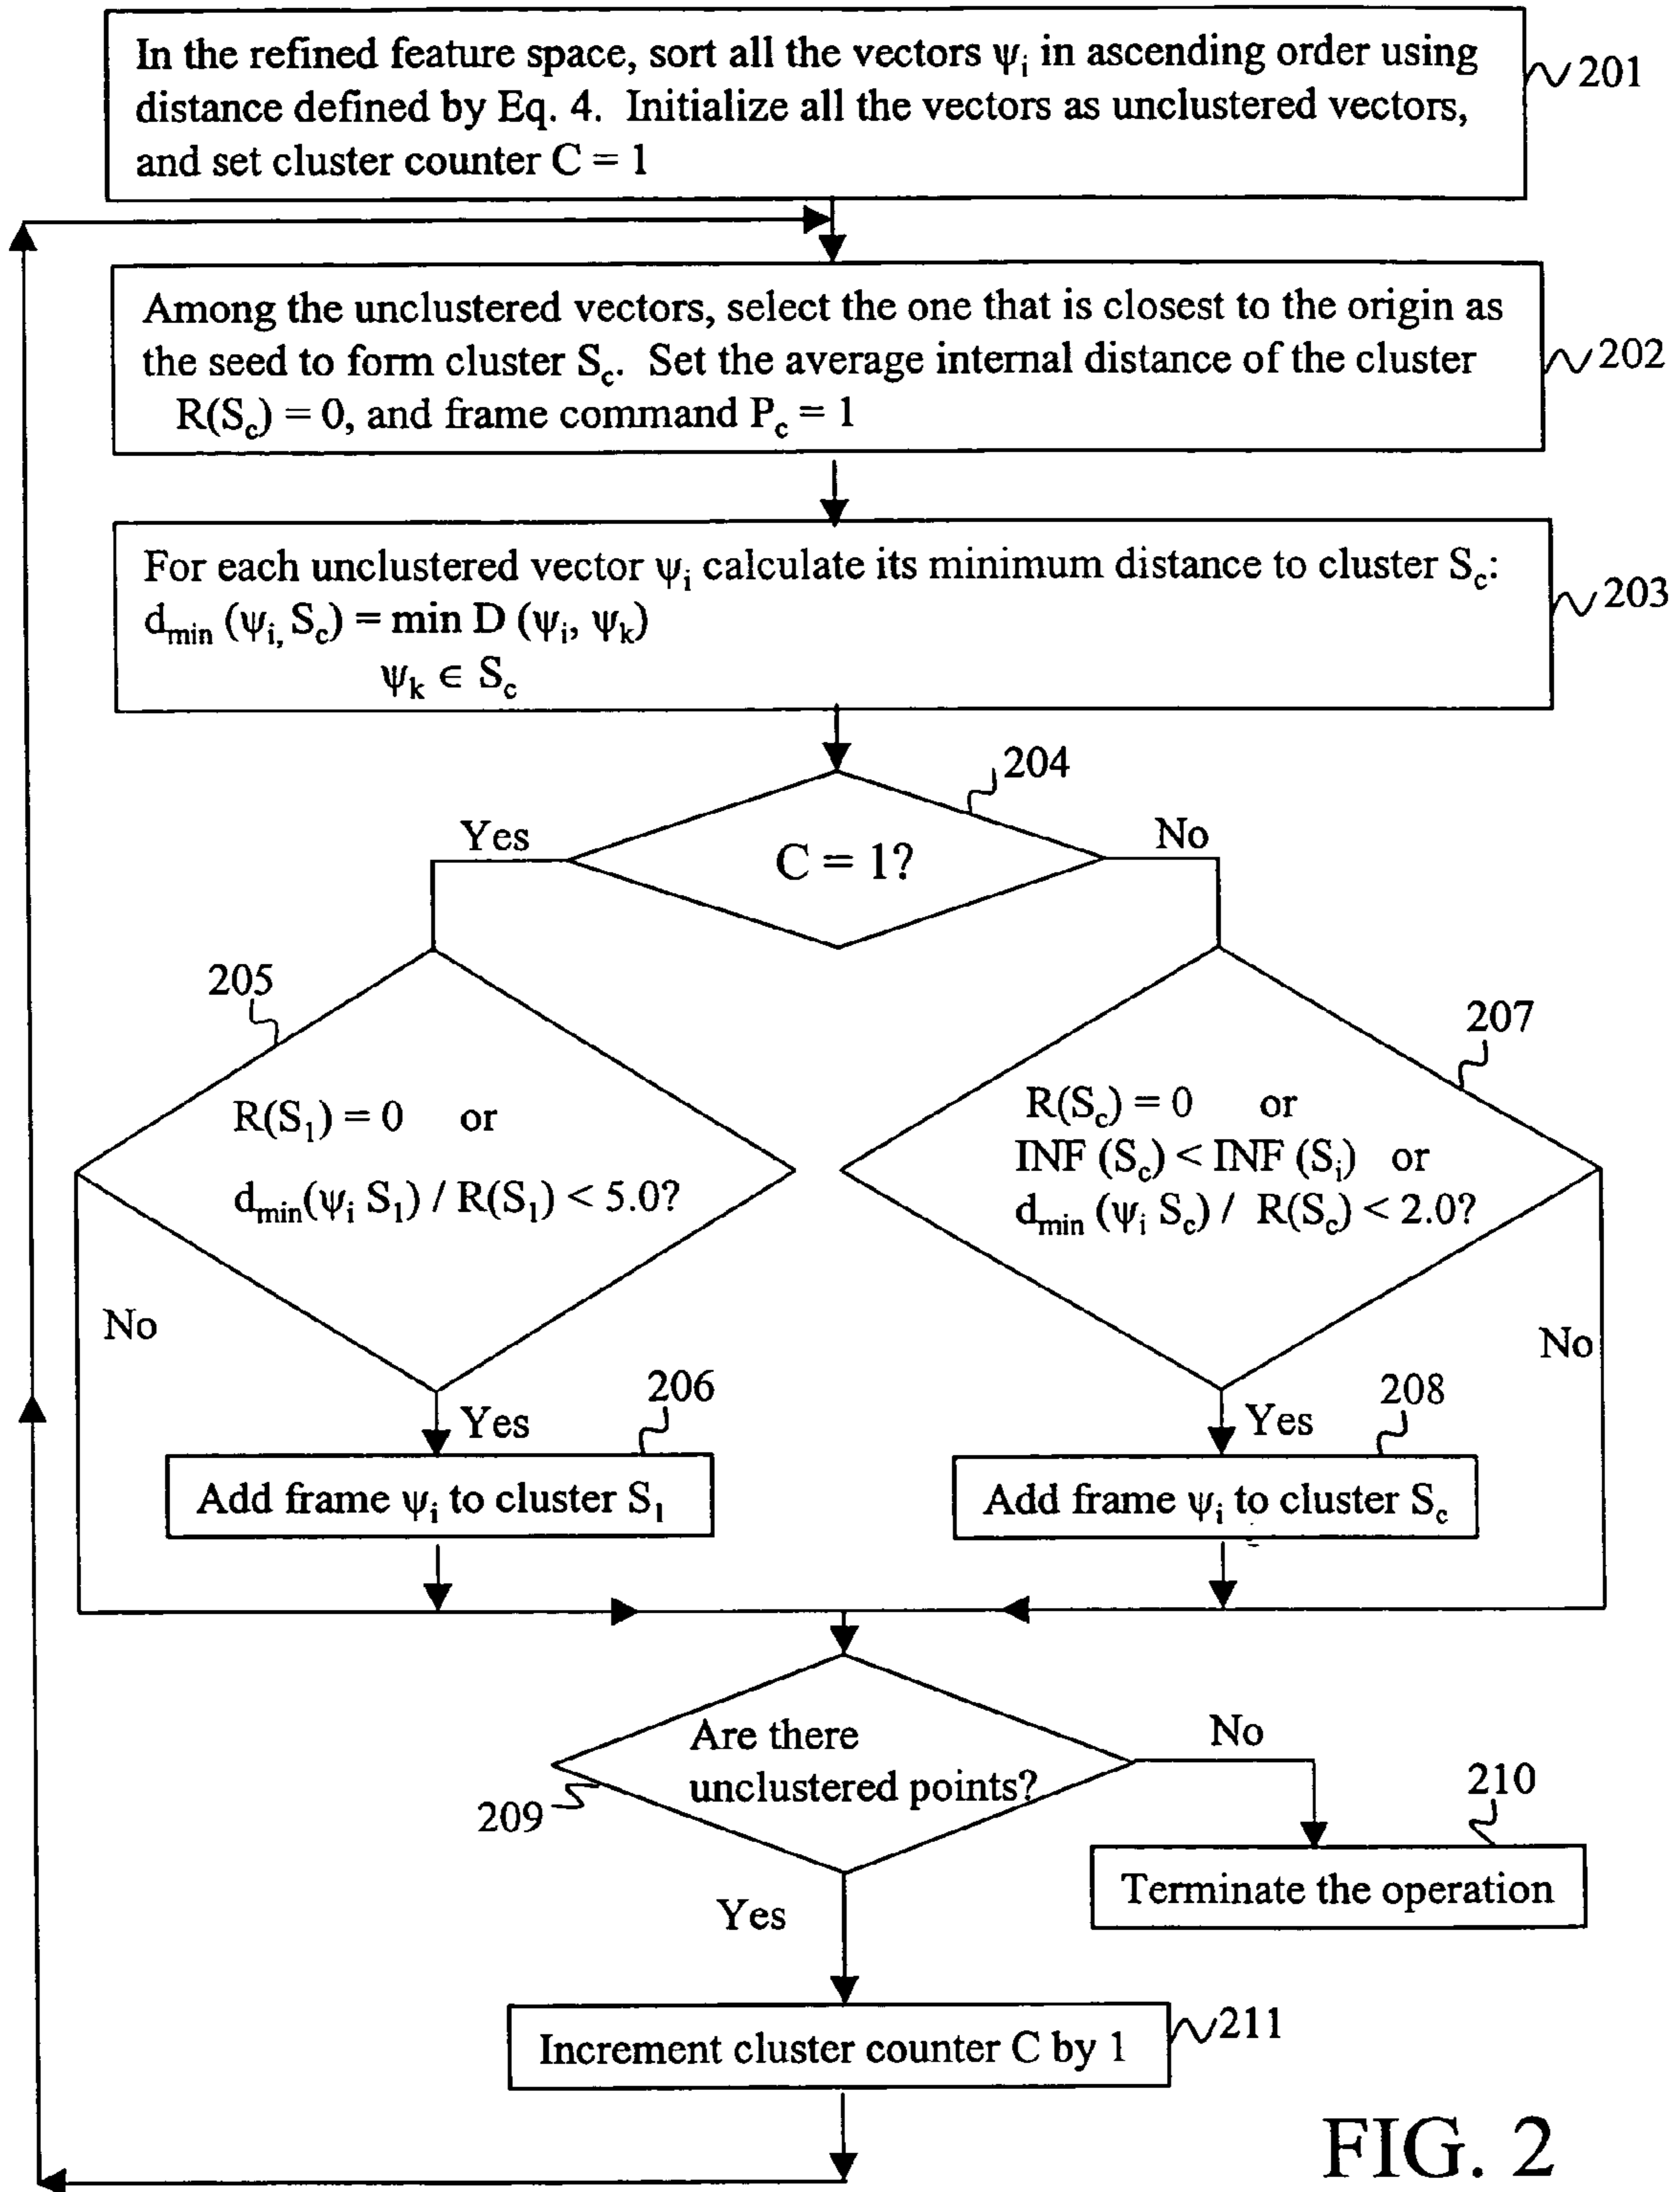 In the refined feature space, sort all the vectors ψi in ascending order using
distance defined by Eq. 4. Initialize all the vectors as unclustered vectors,
and set cluster counter C = 1
201
Among the unclustered vectors, select the one that is closest to the origin as
the seed to form cluster Sc. Set the average internal distance of the cluster
R(Sc) = 0, and frame command Pc = 1
202
For each unclustered vector ψi calculate its minimum distance to cluster Sc:
dmin (ψi, Sc) = min D (ψi, ψk)
ψk ∈ Sc
203
204
Yes
C = 1?
No
205
R(S1) = 0 or
dmin(ψi S1) / R(S1) < 5.0?
207
R(Sc) = 0 or
INF (Sc) < INF (Si) or
dmin (ψi Sc) / R(Sc) < 2.0?
No
No
Yes
206
Add frame ψi to cluster S1
Yes
208
Add frame ψi to cluster Sc
Are there
unclustered points?
209
No
210
Terminate the operation
Yes
Increment cluster counter C by 1
211
FIG. 2